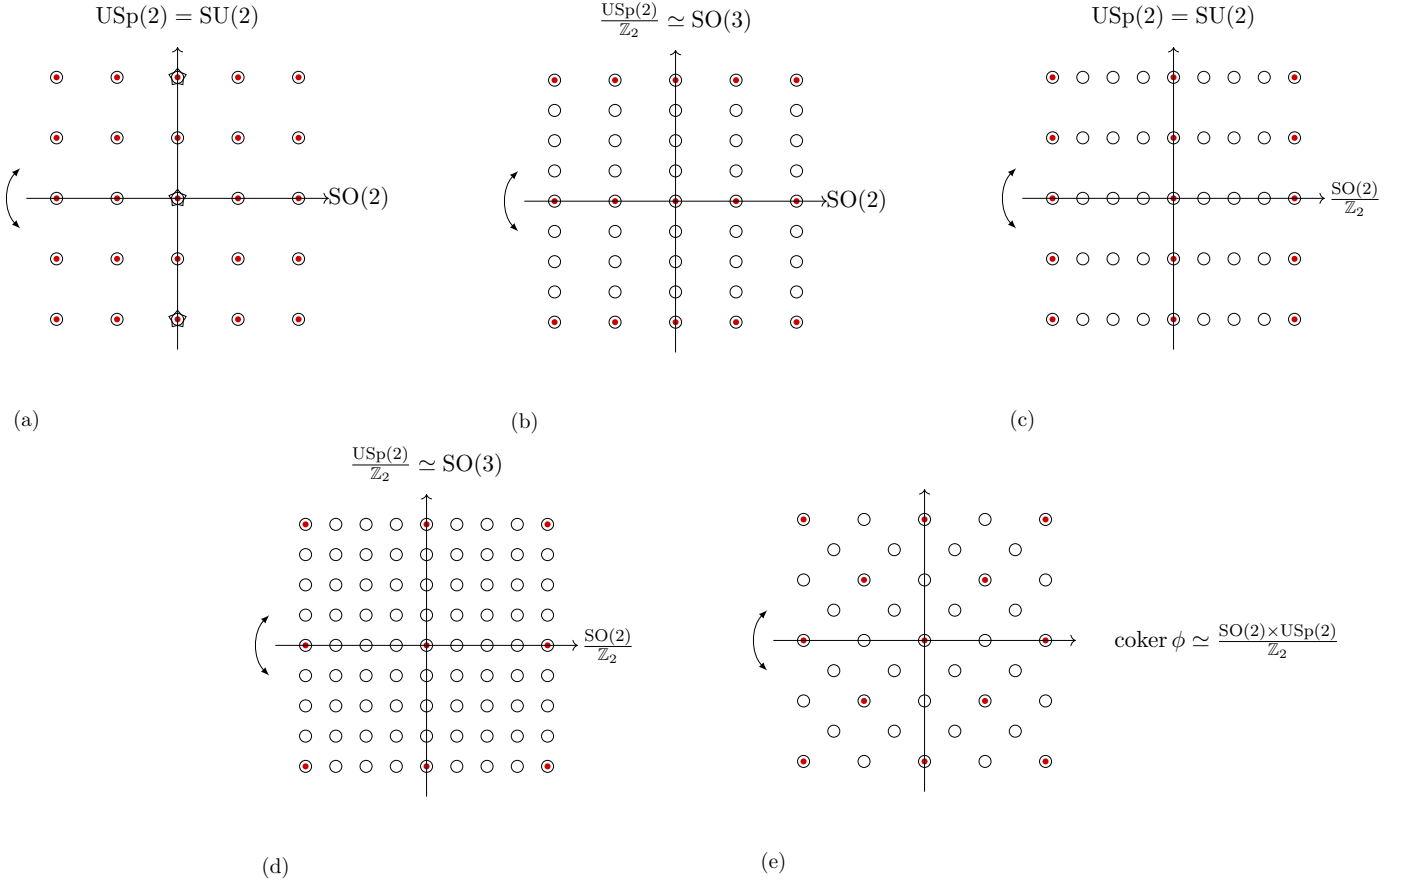 USp(2) = SU(2)
SO(2)
(a)
USp(2)/ℤ₂ ≃ SO(3)
SO(2)
(b)
USp(2) = SU(2)
SO(2)/ℤ₂
(c)
USp(2)/ℤ₂ ≃ SO(3)
SO(2)/ℤ₂
(d)
coker ϕ ≃ SO(2)×USp(2)/ℤ₂
(e)